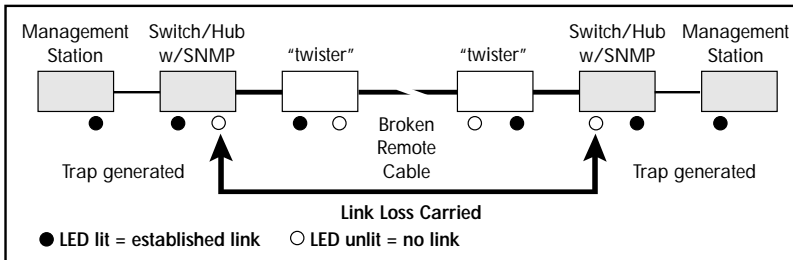 Management
Station
Switch/Hub
w/SNMP
“twister”
“twister”
Switch/Hub
w/SNMP
Management
Station
Broken
Remote
Cable
Trap generated
Trap generated
Link Loss Carried
LED lit = established link
LED unlit = no link